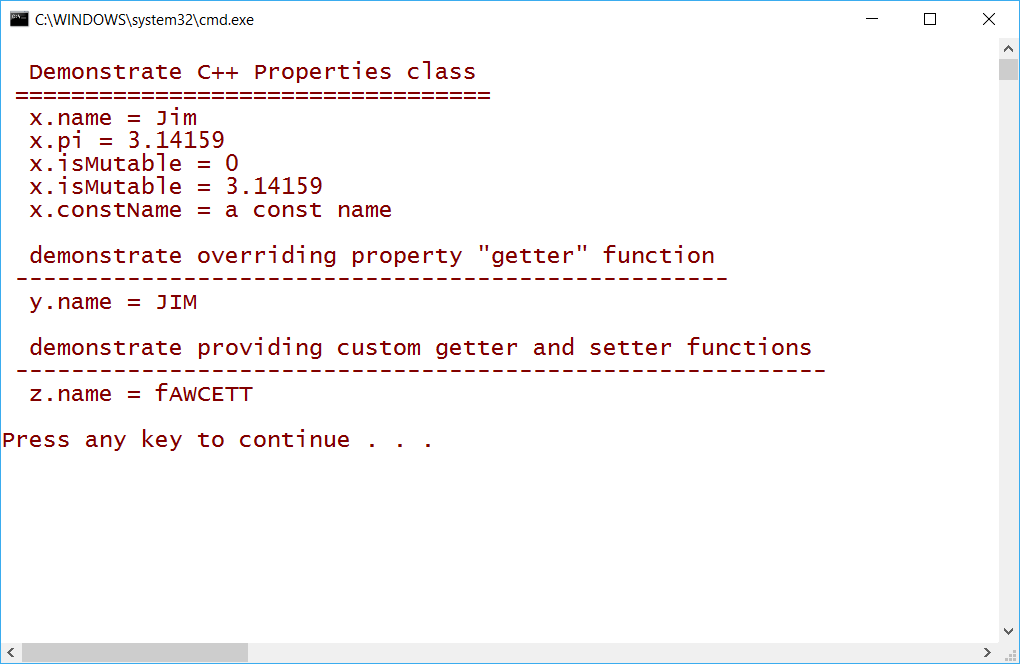 C:\WINDOWS\system32\cmd.exe
Demonstrate C++ Properties class
==================================
x.name = Jim
x.pi = 3.14159
x.isMutable = 0
x.isMutable = 3.14159
x.constName = a const name
demonstrate overriding property "getter" function
---------------------------------------------------
y.name = JIM
demonstrate providing custom getter and setter functions
----------------------------------------------------------
z.name = fAWCETT
Press any key to continue . . .